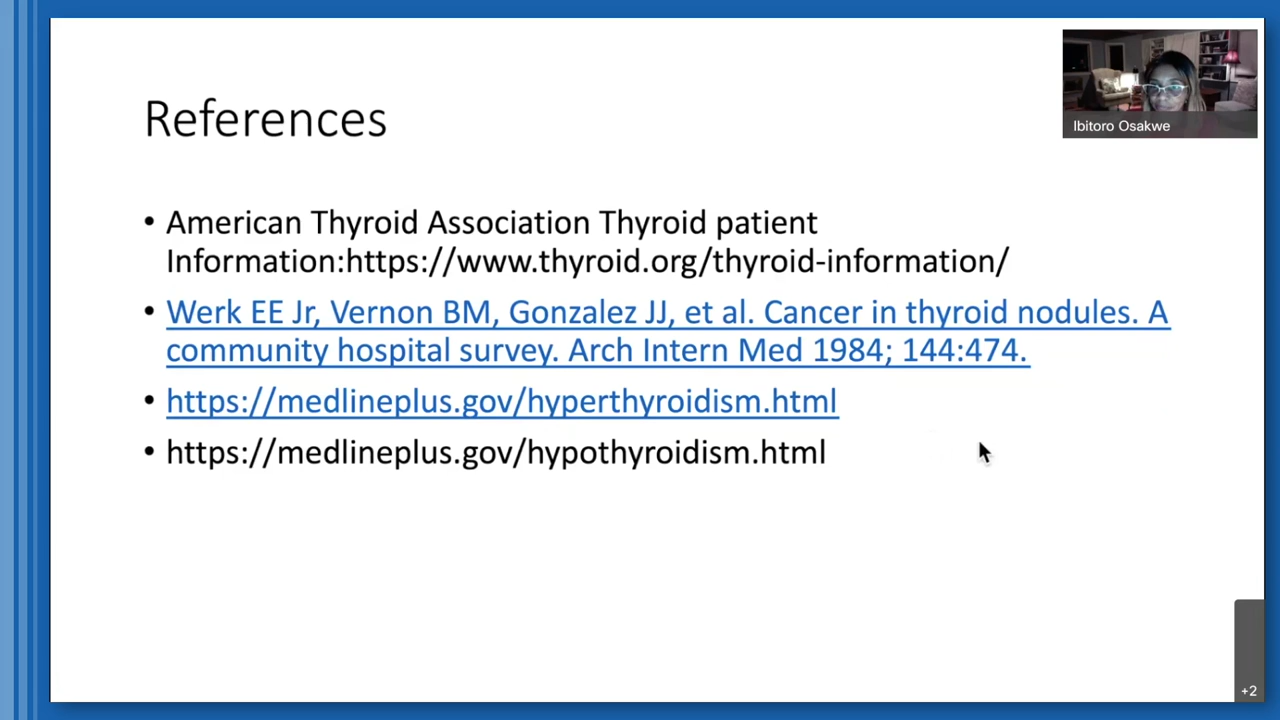 Ibitoro Osakwe
References
• American Thyroid Association Thyroid patient
Information:https://www.thyroid.org/thyroid-information/
• Werk EE Jr, Vernon BM, Gonzalez JJ, et al. Cancer in thyroid nodules. A
community hospital survey. Arch Intern Med 1984; 144:474.
• https://medlineplus.gov/hyperthyroidism.html
• https://medlineplus.gov/hypothyroidism.html
+2